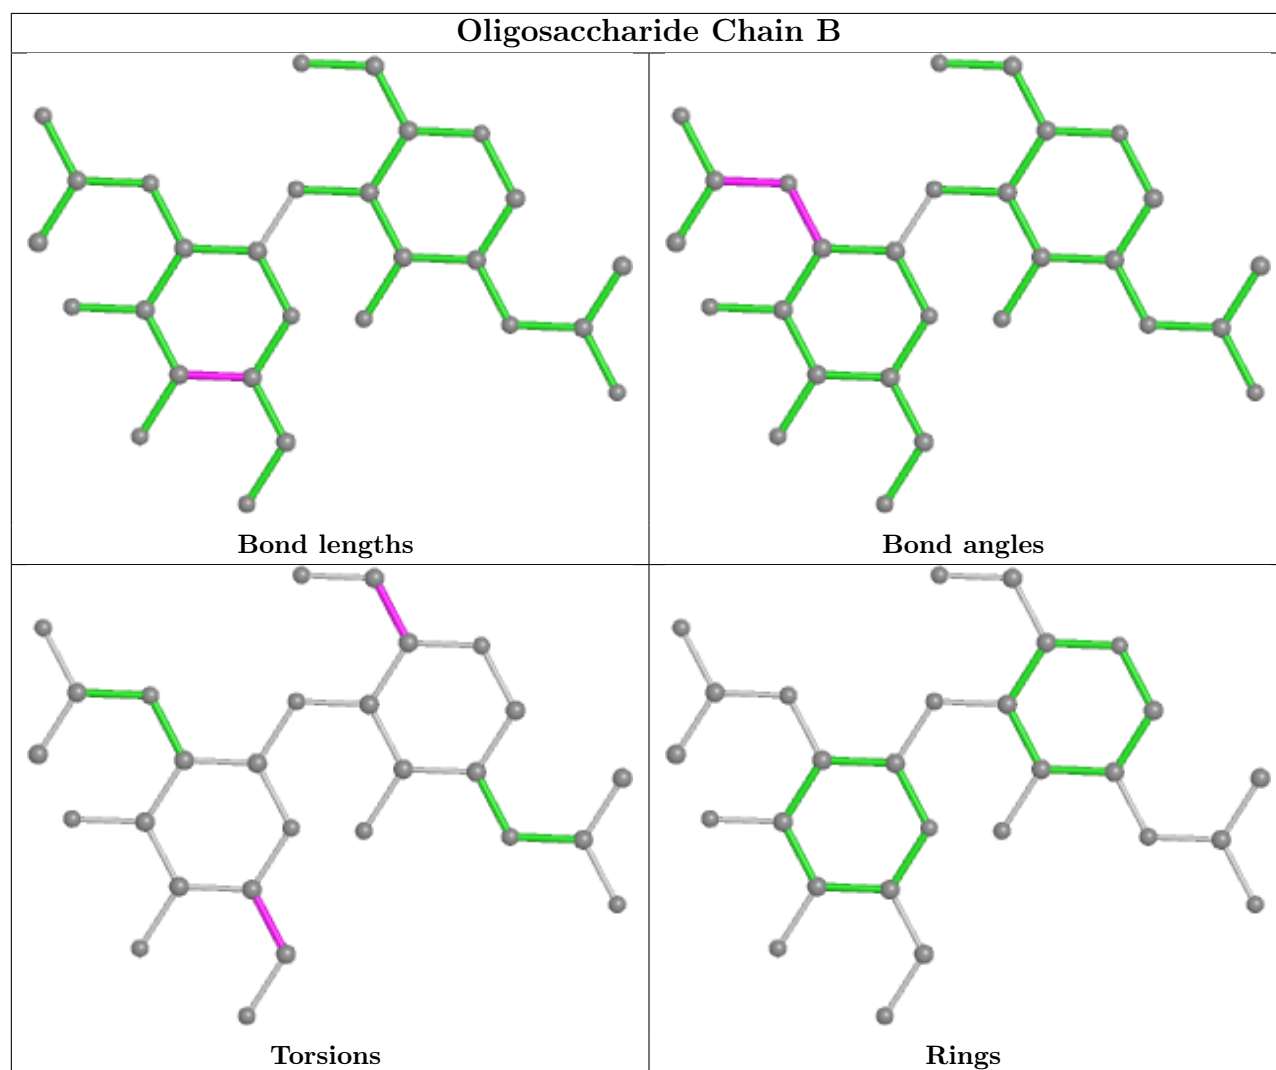 Oligosaccharide Chain B
Bond lengths
Bond angles
Torsions
Rings